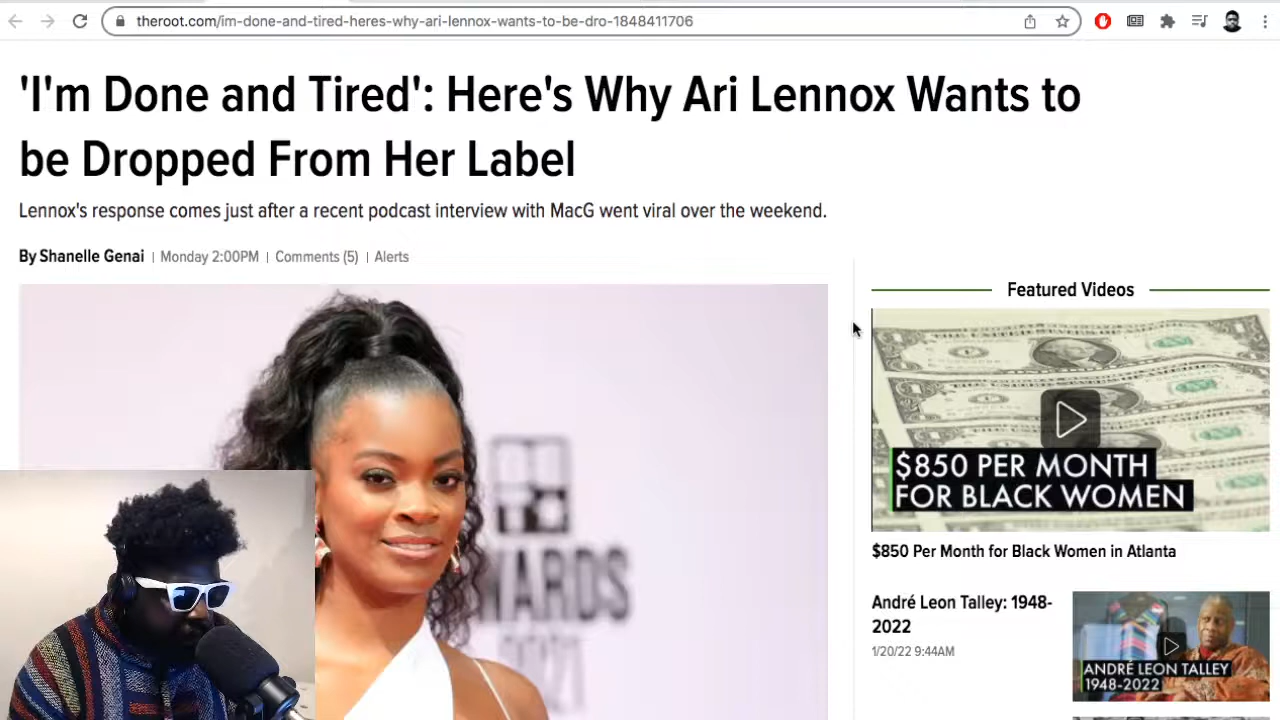 theroot.com/im-done-and-tired-heres-why-ari-lennox-wants-to-be-dro-1848411706
'I'm Done and Tired': Here's Why Ari Lennox Wants to
be Dropped From Her Label
Lennox's response comes just after a recent podcast interview with MacG went viral over the weekend.
By Shanelle Genai | Monday 2:00PM | Comments (5) | Alerts
WARDS
2021
Featured Videos
$850 PER MONTH
FOR BLACK WOMEN
$850 Per Month for Black Women in Atlanta
André Leon Talley: 1948-
2022
1/20/22 9:44AM
ANDRÉ LEON TALLEY
1948-2022